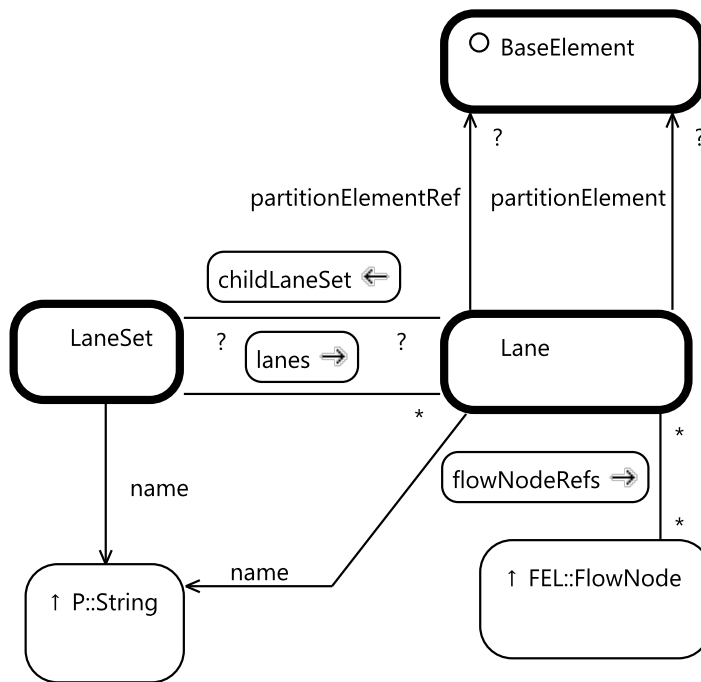 BaseElement
?
?
partitionElementRef
partitionElement
childLaneSet ←
LaneSet
?
lanes →
?
Lane
*
*
name
flowNodeRefs →
*
name
↑ P::String
↑ FEL::FlowNode